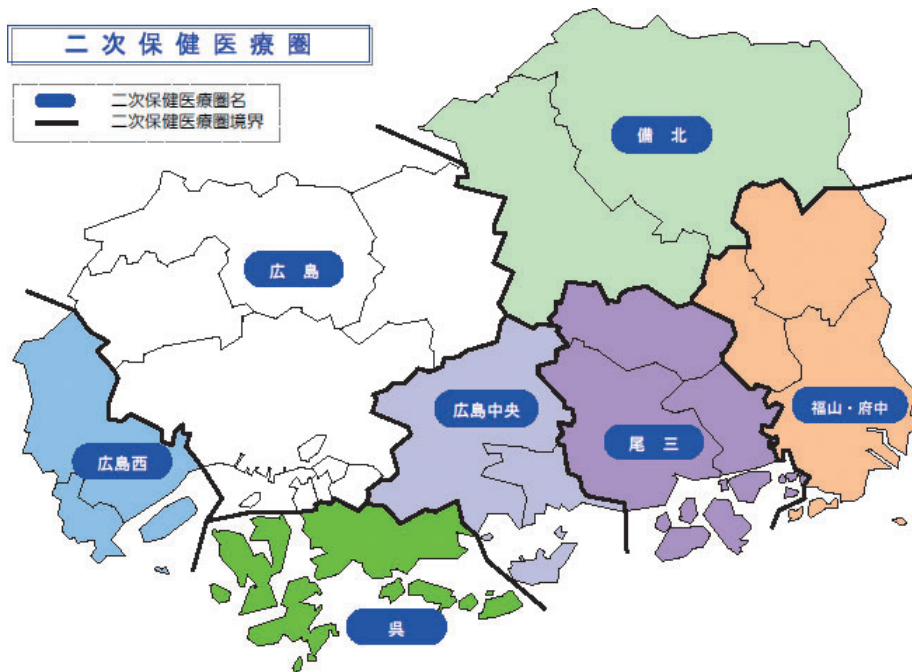 二次保健医療圏
二次保健医療圏名
二次保健医療圏境界
備北
広島
広島中央
福山・府中
尾三
広島西
呉